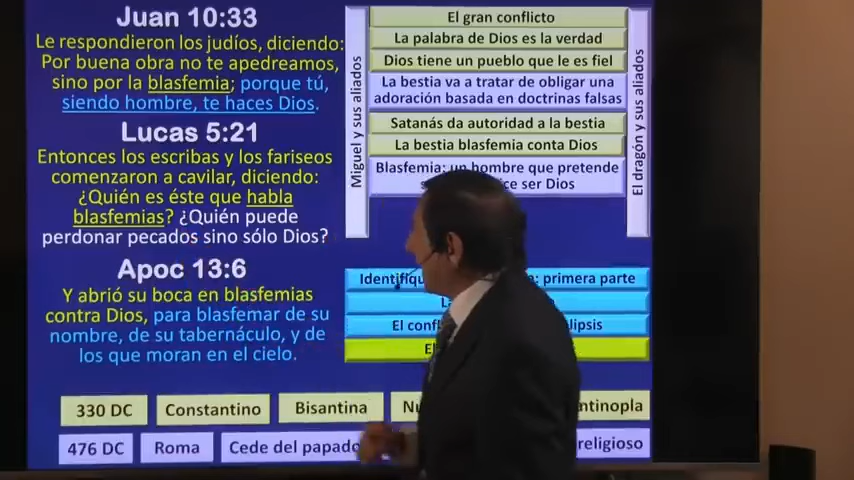 Juan 10:33
Le respondieron los judíos, diciendo:
Por buena obra no te apedreamos,
sino por la blasfemia; porque tú,
siendo hombre, te haces Dios.
Lucas 5:21
Entonces los escribas y los fariseos
comenzaron a cavilar, diciendo:
¿Quién es éste que habla
blasfemias? ¿Quién puede
perdonar pecados sino sólo Dios?
Apoc 13:6
Y abrió su boca en blasfemias
contra Dios, para blasfemar de su
nombre, de su tabernáculo, y de
los que moran en el cielo.
Miguel y sus aliados
El gran conflicto
La palabra de Dios es la verdad
Dios tiene un pueblo que le es fiel
La bestia va a tratar de obligar una
adoración basada en doctrinas falsas
Satanás da autoridad a la bestia
La bestia blasfemia conta Dios
Blasfemia: un hombre que pretende
ser Dios
El dragón y sus aliados
: primera parte
El
330 DC
Constantino
Bisantina
476 DC
Roma
Cede del papado
religioso